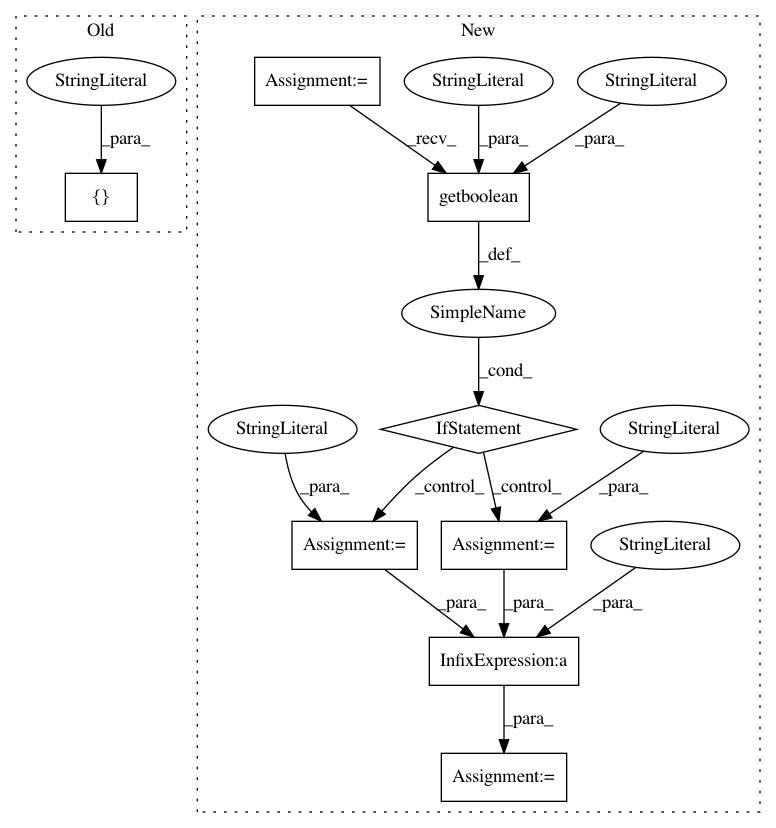 Old
New
StringLiteral
Assignment:=
StringLiteral
StringLiteral
_para_
_recv_
_para_
_para_
{}
getboolean
_def_
SimpleName
_cond_
StringLiteral
IfStatement
StringLiteral
_para_
_control_
_control_
_para_
Assignment:=
Assignment:=
StringLiteral
_para_
_para_
_para_
InfixExpression:a
_para_
Assignment:=